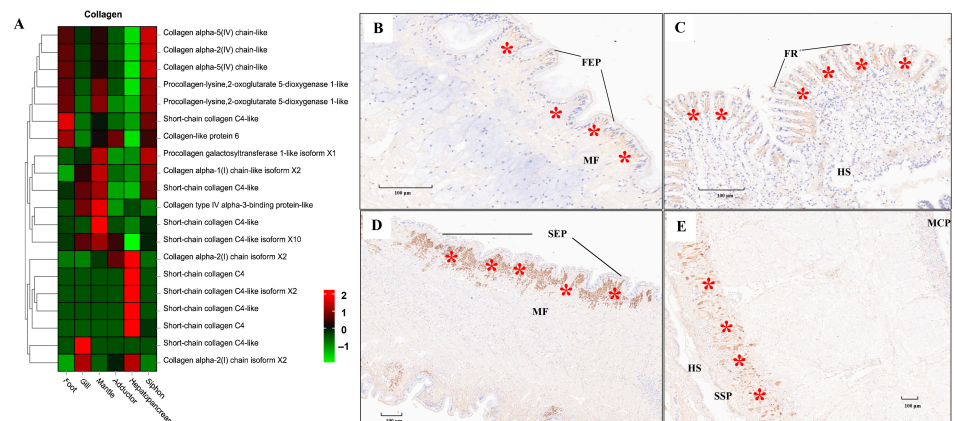 A
Collagen
Collagen alpha-5(IV) chain-like
Collagen alpha-2(IV) chain-like
Collagen alpha-5(IV) chain-like
Procollagen-lysine,2-oxoglutarate 5-dioxygenase 1-like
Procollagen-lysine,2-oxoglutarate 5-dioxygenase 1-like
Short-chain collagen C4-like
Collagen-like protein 6
Procollagen galactosyltransferase 1-like isoform X1
Collagen alpha-1(I) chain-like isoform X2
Short-chain collagen C4-like
Collagen type IV alpha-3-binding protein-like
Short-chain collagen C4-like
Short-chain collagen C4-like isoform X10
Collagen alpha-2(I) chain isoform X2
Short-chain collagen C4
Short-chain collagen C4-like isoform X2
Short-chain collagen C4-like
Short-chain collagen C4
Short-chain collagen C4-like
Collagen alpha-2(I) chain isoform X2
2
1
0
−1
Foot
Gill
Mantle
Adductor
Hepatopancreas
Siphon
B
FEP
MF
100 μm
C
FR
HS
100 μm
D
SEP
MF
100 μm
E
MCP
HS
SSP
100 μm